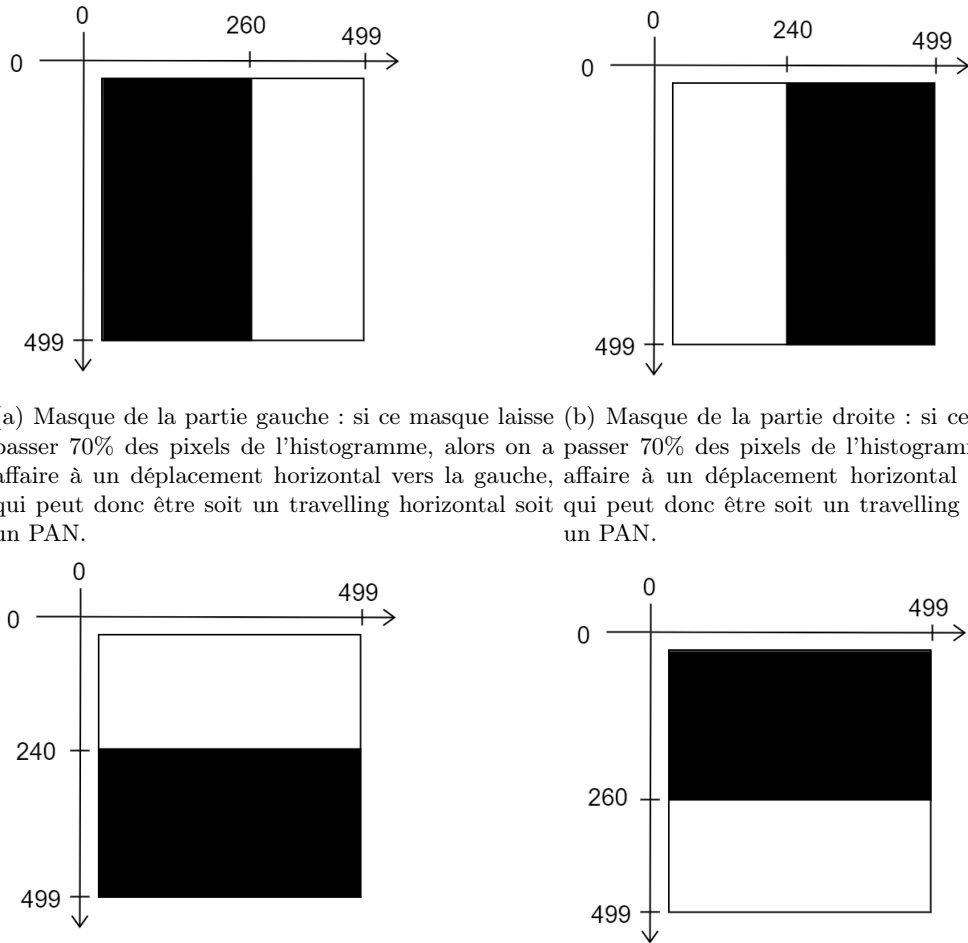 0
260
499
0
499
0
240
499
0
499
a) Masque de la partie gauche : si ce masque laisse
passer 70% des pixels de l'histogramme, alors on a
affaire à un déplacement horizontal vers la gauche,
qui peut donc être soit un travelling horizontal soit
un PAN.
(b) Masque de la partie droite : si ce
passer 70% des pixels de l'histogram
affaire à un déplacement horizontal
qui peut donc être soit un travelling
un PAN.
0
499
0
240
499
0
499
0
260
499